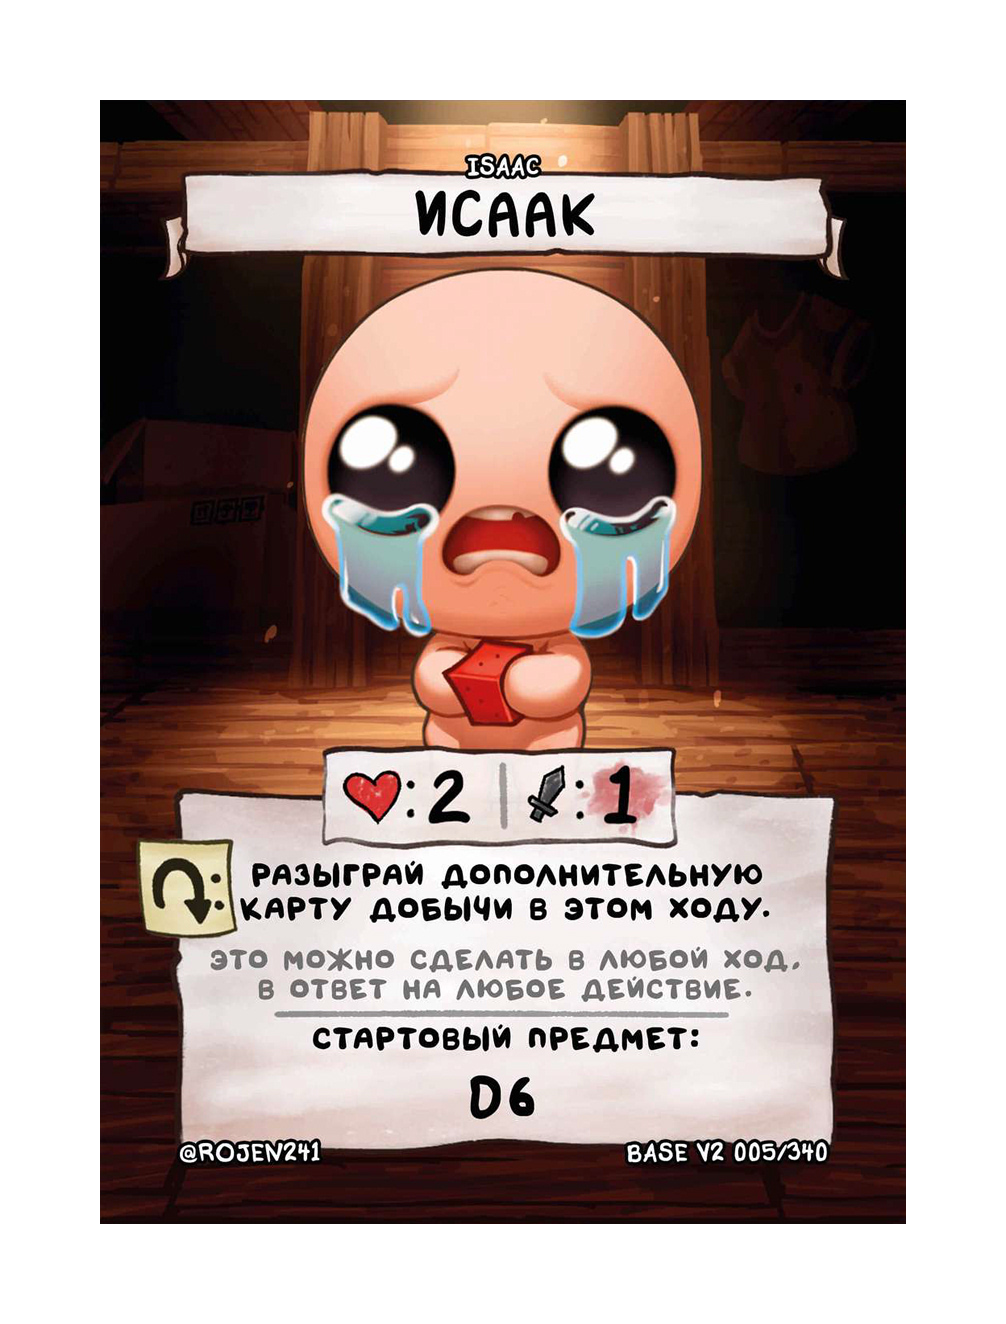 ISAAC
ИСААК
:2 | :1
:
РАЗЫГРАЙ ДОПОЛНИТЕЛЬНУЮ
КАРТУ ДОБЫЧИ В ЭТОМ ХОДУ.
ЭТО МОЖНО СДЕЛАТЬ В ЛЮБОЙ ХОД,
В ОТВЕТ НА ЛЮБОЕ ДЕЙСТВИЕ.
СТАРТОВЫЙ ПРЕДМЕТ:
D6
@ROJEN241
BASE V2 005/340